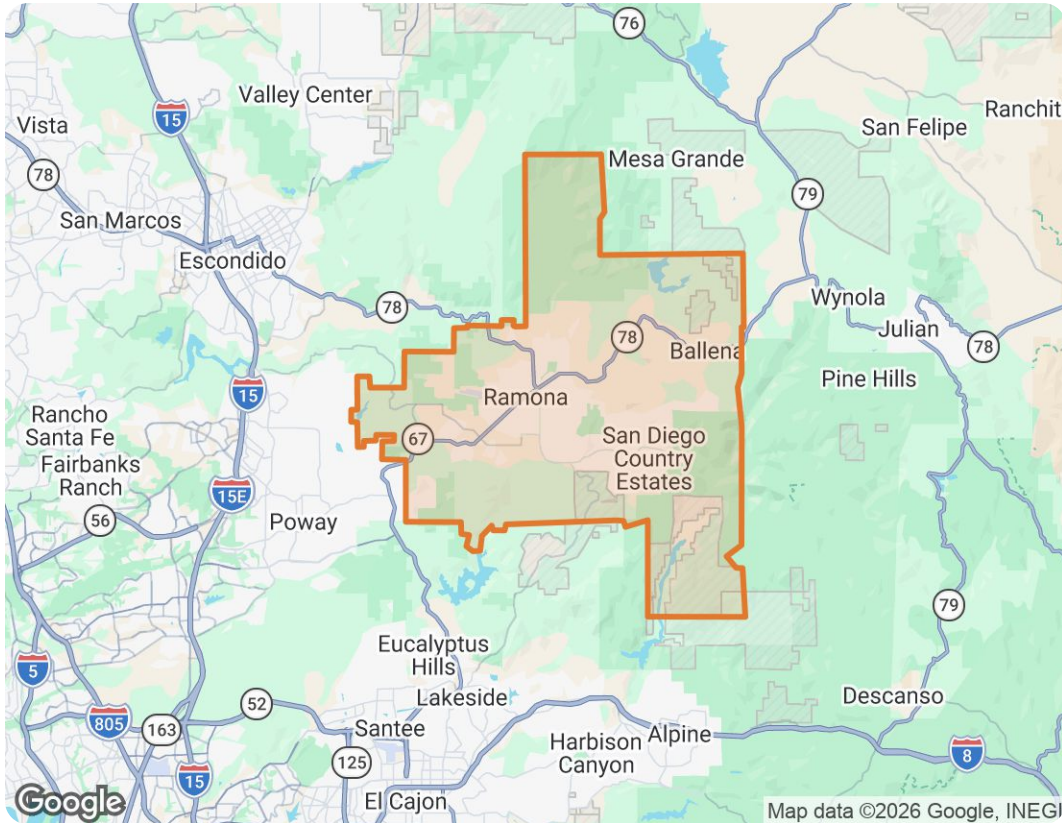 76
Valley Center
Ranchit
15
Vista
San Felipe
Mesa Grande
78
79
San Marcos
Escondido
Wynola
78
Julian
78
Ballena
78
Pine Hills
15
Ramona
Rancho
Santa Fe
Fairbanks
Ranch
67
San Diego
Country
Estates
15E
56
Poway
79
Eucalyptus
Hills
5
Lakeside
Descanso
52
805
163
Santee
Alpine
Harbison
Canyon
125
8
15
El Cajon
Google
Map data ©2026 Google, INEGI